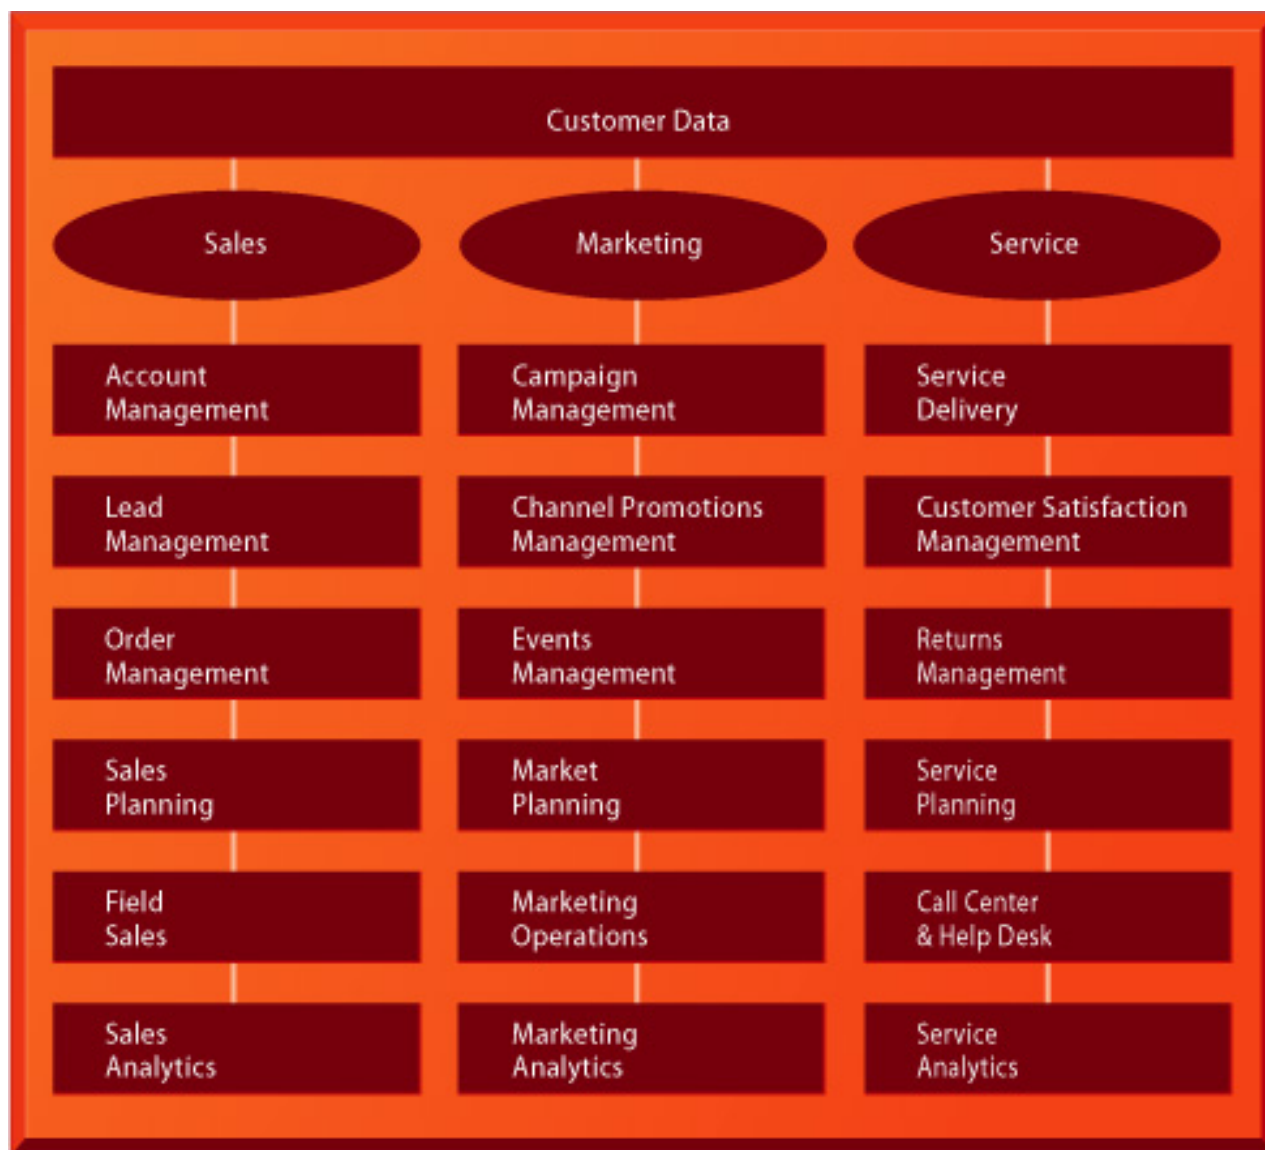 Customer Data
Sales
Marketing
Service
Account
Management
Campaign
Management
Service
Delivery
Lead
Management
Channel Promotions
Management
Customer Satisfaction
Management
Order
Management
Events
Management
Returns
Management
Sales
Planning
Market
Planning
Service
Planning
Field
Sales
Marketing
Operations
Call Center
& Help Desk
Sales
Analytics
Marketing
Analytics
Service
Analytics